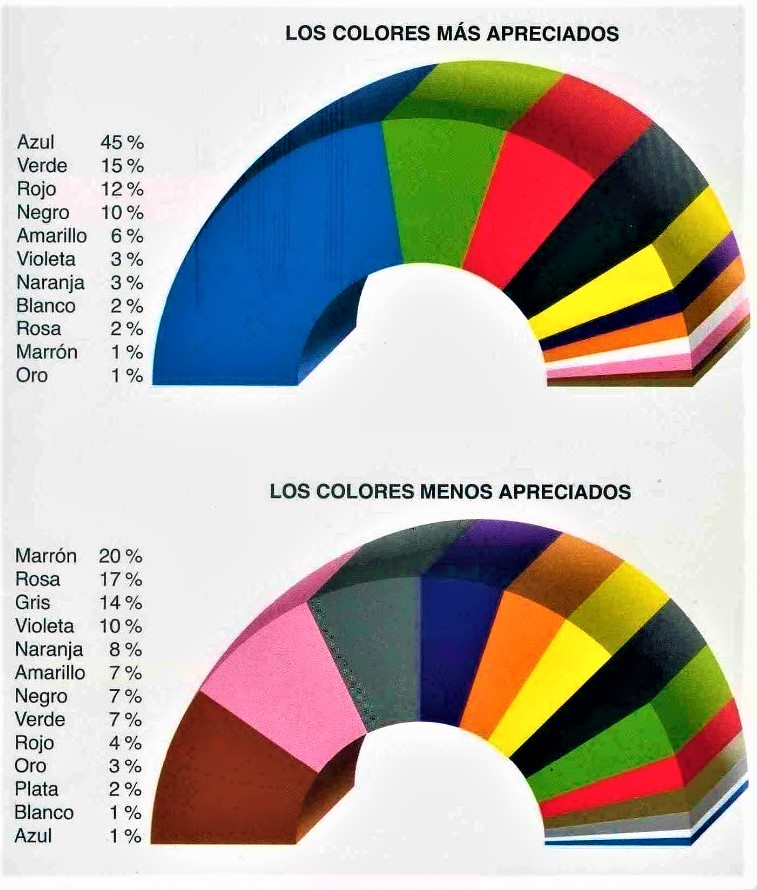 LOS COLORES MÁS APRECIADOS
Azul 45 %
Verde 15 %
Rojo 12 %
Negro 10 %
Amarillo 6 %
Violeta 3 %
Naranja 3 %
Blanco 2 %
Rosa 2 %
Marrón 1 %
Oro 1 %
LOS COLORES MENOS APRECIADOS
Marrón 20 %
Rosa 17 %
Gris 14 %
Violeta 10 %
Naranja 8 %
Amarillo 7 %
Negro 7 %
Verde 7 %
Rojo 4 %
Oro 3 %
Plata 2 %
Blanco 1 %
Azul 1 %